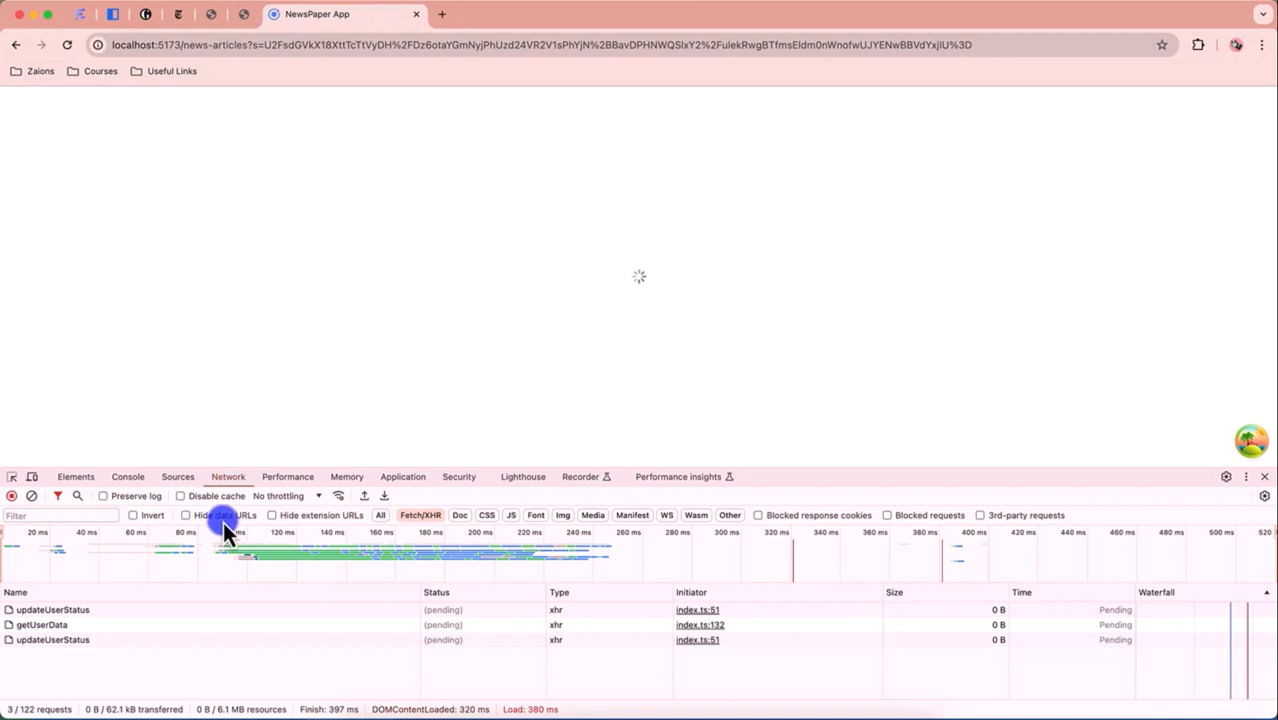 NewsPaper App
localhost:5173/news-articles?s=U2FsdGVkX18XttTcTtVyDH%2FDz6otaYGmNyjPhUzd24VR2V1sPhYjN%2BBavDPHNWQSlxY2%2FulekRwgBTfmsEldm0nWnofwUJYENwBBVdYxjIU%3D
Zaions Courses Useful Links
Elements Console Sources Network Performance Memory Application Security Lighthouse Recorder Performance insights
Preserve log Disable cache No throttling
Filter Invert Hide data URLs Hide extension URLs All Fetch/XHR Doc CSS JS Font Img Media Manifest WS Wasm Other Blocked response cookies Blocked requests 3rd-party requests
20 ms 40 ms 60 ms 80 ms ms 120 ms 140 ms 160 ms 180 ms 200 ms 220 ms 240 ms 260 ms 280 ms 300 ms 320 ms 340 ms 360 ms 380 ms 400 ms 420 ms 440 ms 460 ms 480 ms 500 ms 520
Name Status Type Initiator Size Time Waterfall
updateUserStatus (pending) xhr index.ts:51 0 B Pending
getUserData (pending) xhr index.ts:132 0 B Pending
updateUserStatus (pending) xhr index.ts:51 0 B Pending
3 / 122 requests 0 B / 62.1 kB transferred 0 B / 6.1 MB resources Finish: 397 ms DOMContentLoaded: 320 ms Load: 380 ms